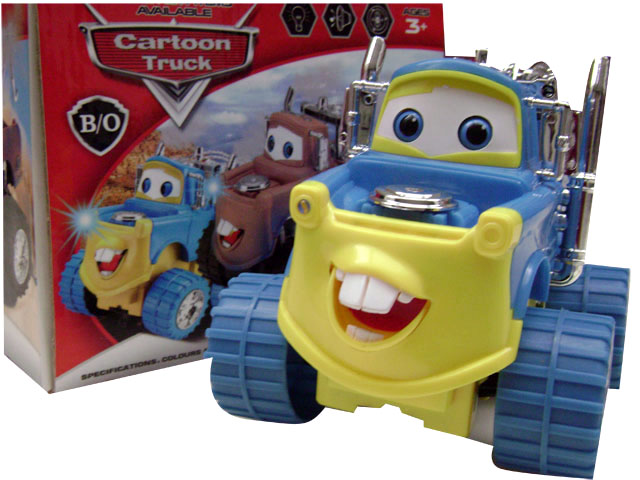 AVAILABLE
Cartoon
Truck
AGES
3+
B/O
SPECIFICATIONS, COLOURS